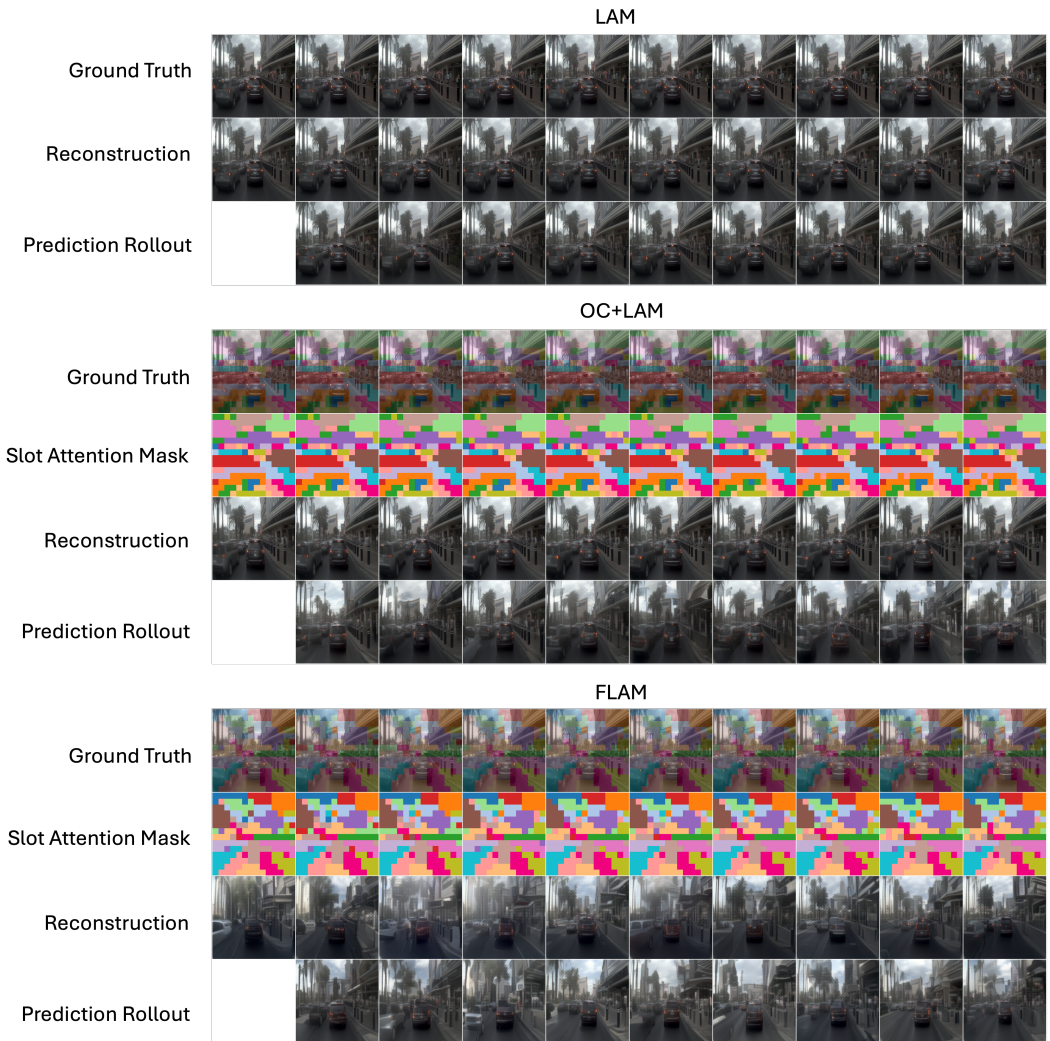 LAM
Ground Truth
Reconstruction
Prediction Rollout
OC+LAM
Ground Truth
Slot Attention Mask
Reconstruction
Prediction Rollout
FLAM
Ground Truth
Slot Attention Mask
Reconstruction
Prediction Rollout